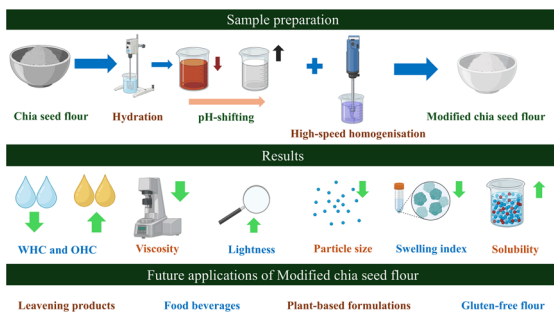 Sample preparation
Chia seed flour
Hydration
pH-shifting
High-speed homogenisation
Modified chia seed flour
Results
WHC and OHC
Viscosity
Lightness
Particle size
Swelling index
Solubility
Future applications of Modified chia seed flour
Leavening products
Food beverages
Plant-based formulations
Gluten-free flour